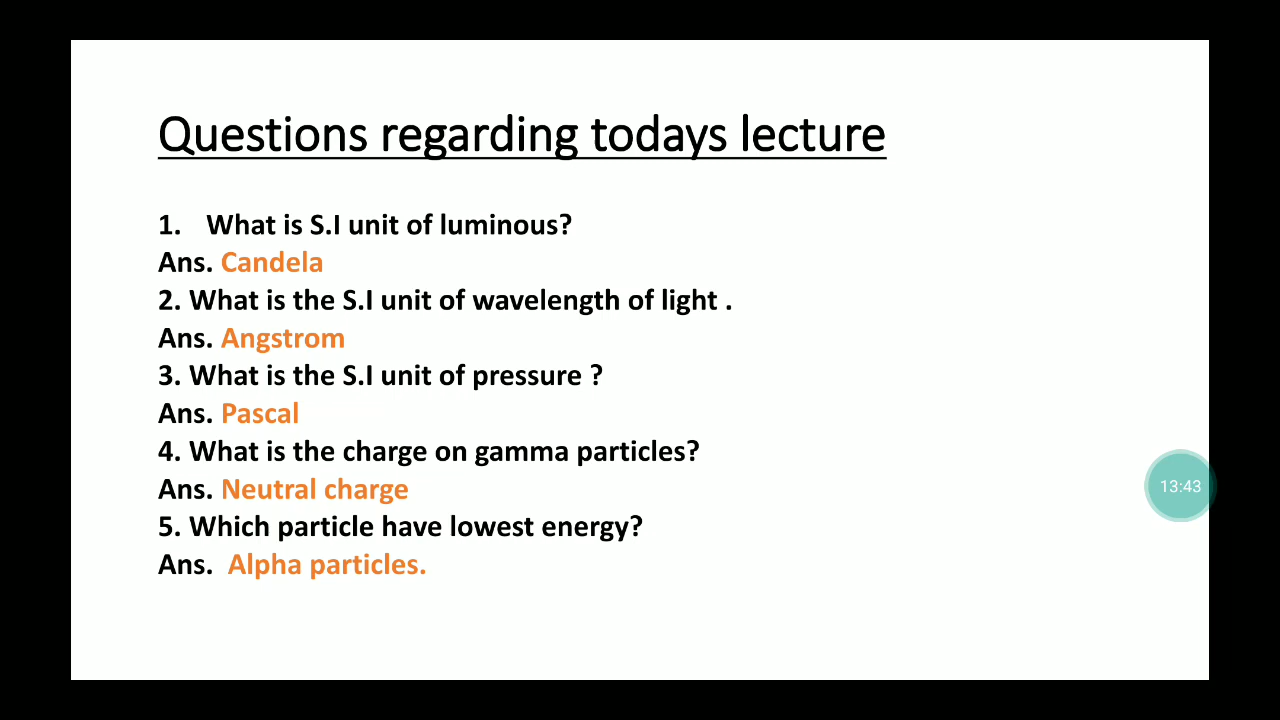 Questions regarding todays lecture
1. What is S.I unit of luminous?
Ans. Candela
2. What is the S.I unit of wavelength of light .
Ans. Angstrom
3. What is the S.I unit of pressure ?
Ans. Pascal
4. What is the charge on gamma particles?
Ans. Neutral charge
13:43
5. Which particle have lowest energy?
Ans. Alpha particles.